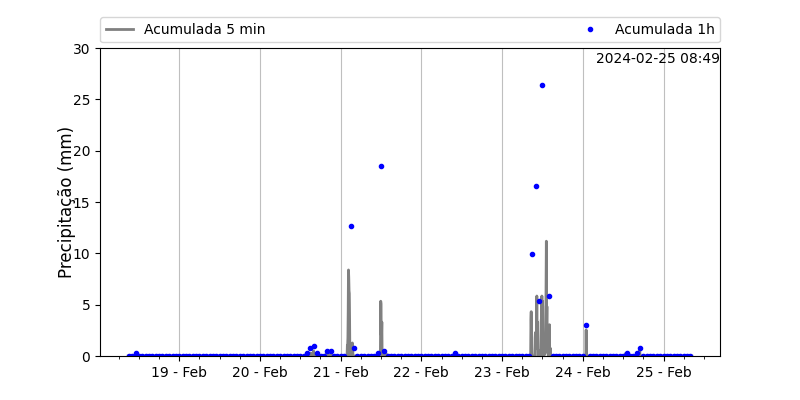 Acumulada 5 min
Acumulada 1h
2024-02-25 08:49
Precipitação (mm)
30
25
20
15
10
5
0
19 - Feb
20 - Feb
21 - Feb
22 - Feb
23 - Feb
24 - Feb
25 - Feb